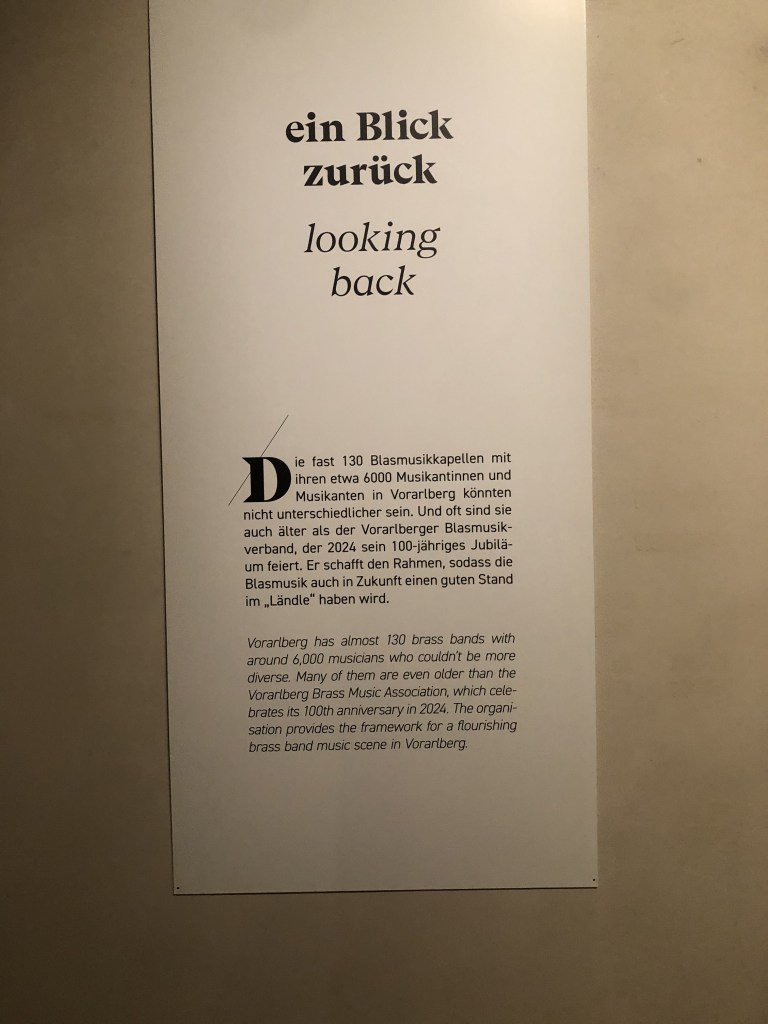 ein Blick
zurück
looking
back
Die fast 130 Blasmusikkapellen mit
ihren etwa 6000 Musikantinnen und
Musikanten in Vorarlberg könnten
nicht unterschiedlicher sein. Und oft sind sie
auch älter als der Vorarlberger Blasmusik-
verband, der 2024 sein 100-jähriges Jubilä-
um feiert. Er schafft den Rahmen, sodass die
Blasmusik auch in Zukunft einen guten Stand
im „Ländle“ haben wird.
Vorarlberg has almost 130 brass bands with
around 6,000 musicians who couldn't be more
diverse. Many of them are even older than the
Vorarlberg Brass Music Association, which cele-
brates its 100th anniversary in 2024. The organi-
sation provides the framework for a flourishing
brass band music scene in Vorarlberg.